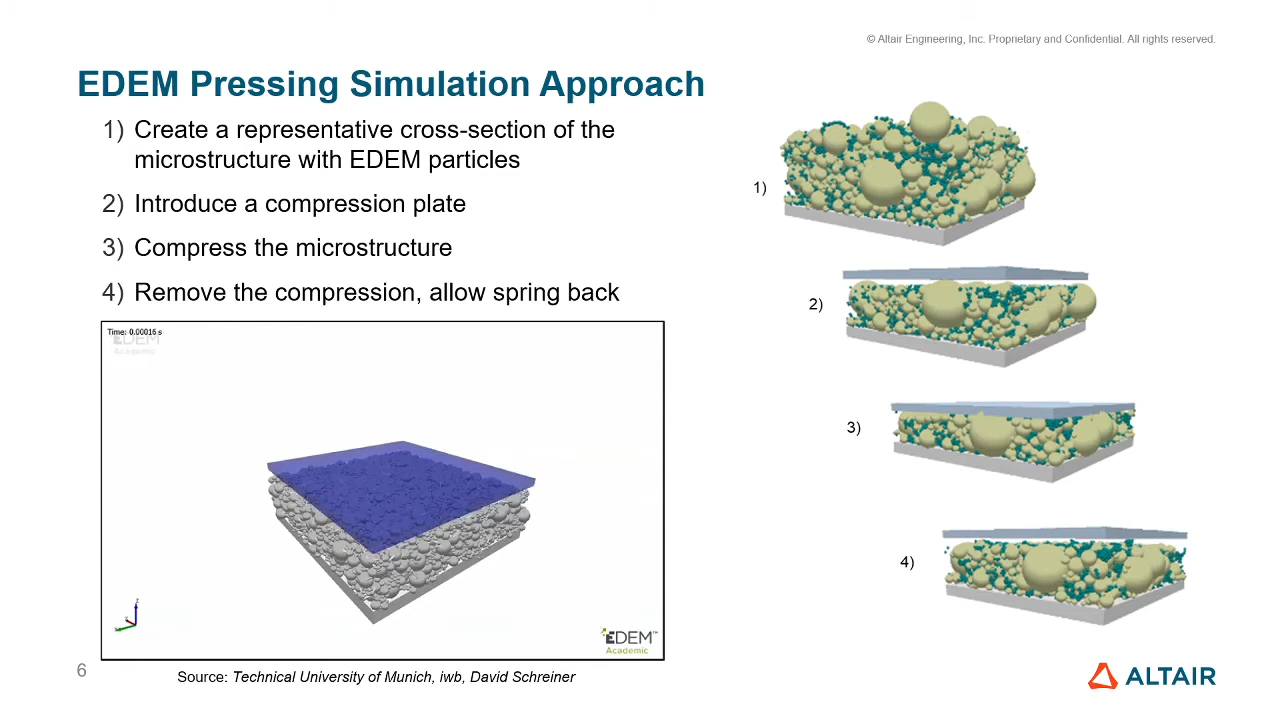 © Altair Engineering, Inc. Proprietary and Confidential. All rights reserved.
EDEM Pressing Simulation Approach
1) Create a representative cross-section of the
microstructure with EDEM particles
2) Introduce a compression plate
3) Compress the microstructure
4) Remove the compression, allow spring back
1)
2)
3)
4)
Time: 0.00016 s
EDEM
Academic
EDEM™
Academic
6
Source: Technical University of Munich, iwb, David Schreiner
ALTAIR